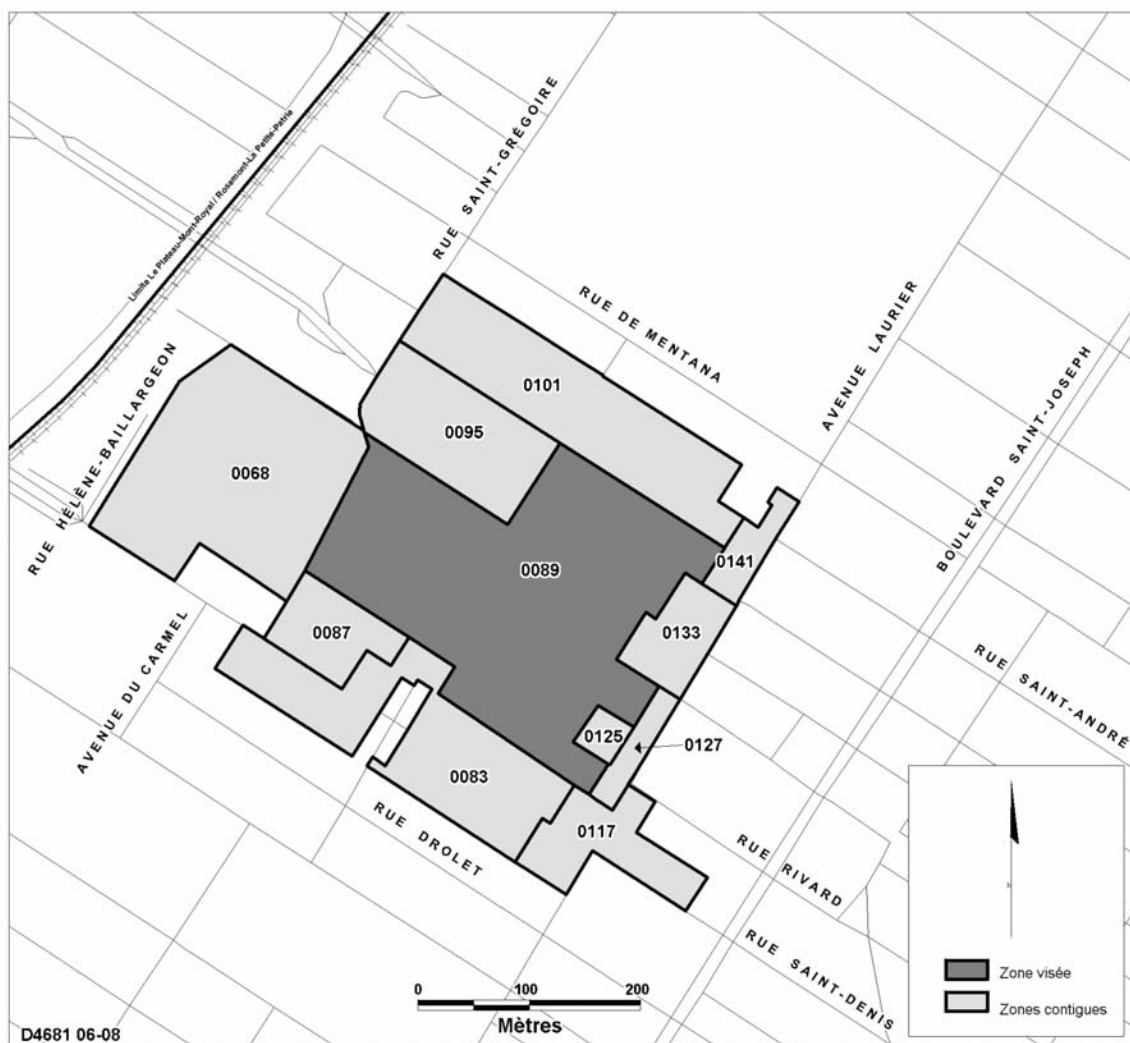 Limite Le Plateau-Mont-Royal / Rosemont-La Petite-Patrie
RUE SAINT-GRÉGOIRE
RUE DE MENTANA
AVENUE LAURIER
BOULEVARD SAINT-JOSEPH
RUE HÉLÈNE-BAILLARGEON
0101
0095
0068
0089
0141
0133
0087
0125
0127
0083
0117
AVENUE DU CARMEL
RUE DROLET
RUE RIVARD
RUE SAINT-ANDRÉ
RUE SAINT-DENIS
0 100 200
Mètres
Zone visée
Zones contigues
D4681 06-08